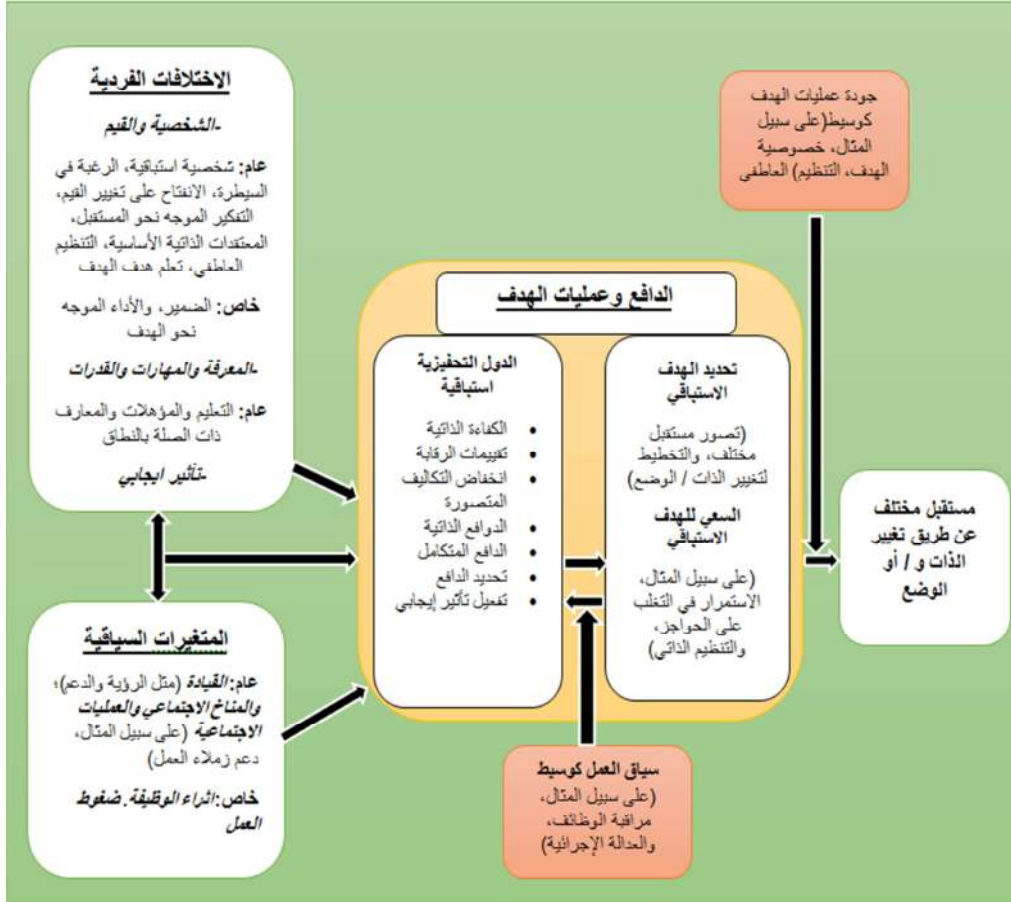 الاختلافات الفردية
-الشخصية والقيم
عام: شخصية استباقية، الرغبة في
السيطرة، الانفتاح على تغيير القيم،
التفكير الموجه نحو المستقبل،
المعتقدات الذاتية الأساسية، التنظيم
العاطفي، تعلم هدف الهدف
خاص: الضمير، والأداء الموجه
نحو الهدف
-المعرفة والمهارات والقدرات
عام: التعليم والمؤهلات والمعارف
ذات الصلة بالنطاق
-تأثير ايجابي
المتغيرات السياقية
عام: القيادة (مثل الرؤية والدعم)؛
والمناخ الاجتماعي والعمليات
الاجتماعية (على سبيل المثال،
دعم زملاء العمل)
خاص: اثراء الوظيفة. ضغوط
العمل
الدافع وعمليات الهدف
الدول التحفيزية
استباقية
• الكفاءة الذاتية
• تقييمات الرقابة
• انخفاض التكاليف
المتصورة
• الدوافع الذاتية
• الدافع المتكامل
• تحديد الدافع
• تفعيل تأثير إيجابي
تحديد الهدف
الاستباقي
(تصور مستقبل
مختلف، والتخطيط
لتغيير الذات / الوضع)
السعي للهدف
الاستباقي
(على سبيل المثال،
الاستمرار في التغلب
على الحواجز،
والتنظيم الذاتي)
جودة عمليات الهدف
كوسيط(على سبيل
المثال، خصوصية
الهدف، التنظيم) العاطفي
سياق العمل كوسيط
(على سبيل المثال،
مراقبة الوظائف،
والعدالة الإجرائية)
مستقبل مختلف
عن طريق تغيير
الذات و / أو
الوضع